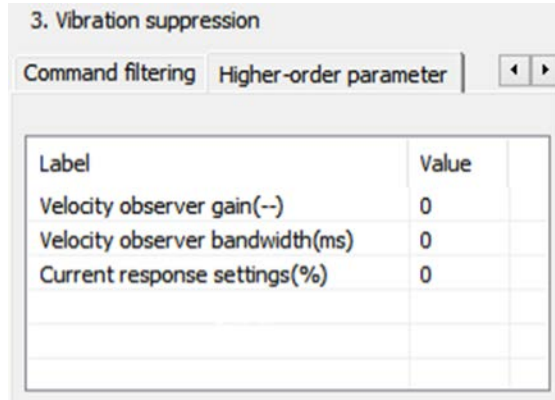 3. Vibration suppression
Command filtering Higher-order parameter
Label Value
Velocity observer gain(--) 0
Velocity observer bandwidth(ms) 0
Current response settings(%) 0